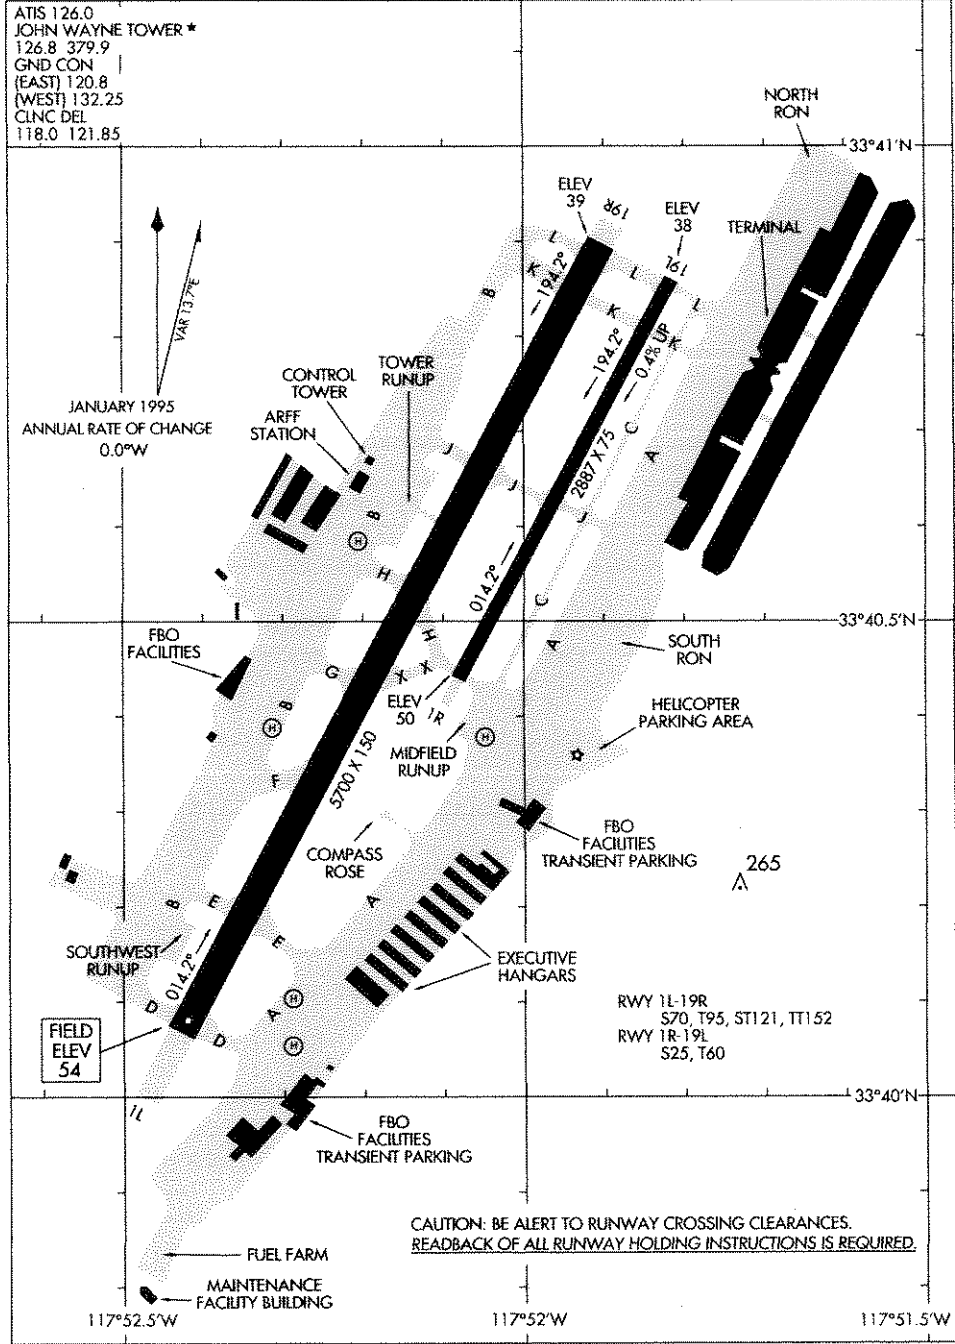 ATIS 126.0
JOHN WAYNE TOWER *
126.8 379.9
GND CON
(EAST) 120.8
(WEST) 132.25
CLNC DEL
118.0 121.85
NORTH
RON
33°41'N
ELEV
39
19R
ELEV
38
19L
TERMINAL
VAR 13.7°E
JANUARY 1995
ANNUAL RATE OF CHANGE
0.0°W
L
K
B
194.2°
L
K
L
K
194.2°
0.4% UP
CONTROL
TOWER
TOWER
RUNUP
ARFF
STATION
J
J
J
2887 X 75
C
A
B
H
H
H
014.2°
C
A
33°40.5'N
FBO
FACILITIES
SOUTH
RON
G
X
X
B
H
ELEV
50
1R
H
MIDFIELD
RUNUP
HELICOPTER
PARKING AREA
F
5700 X 150
COMPASS
ROSE
FBO
FACILITIES
TRANSIENT PARKING
265
B
E
E
A
SOUTHWEST
RUNUP
014.2°
EXECUTIVE
HANGARS
D
D
A
H
H
FIELD
ELEV
54
RWY 1L-19R
S70, T95, ST121, TT152
RWY 1R-19L
S25, T60
33°40'N
1L
FBO
FACILITIES
TRANSIENT PARKING
CAUTION: BE ALERT TO RUNWAY CROSSING CLEARANCES.
READBACK OF ALL RUNWAY HOLDING INSTRUCTIONS IS REQUIRED.
FUEL FARM
MAINTENANCE
FACILITY BUILDING
117°52.5'W
117°52'W
117°51.5'W